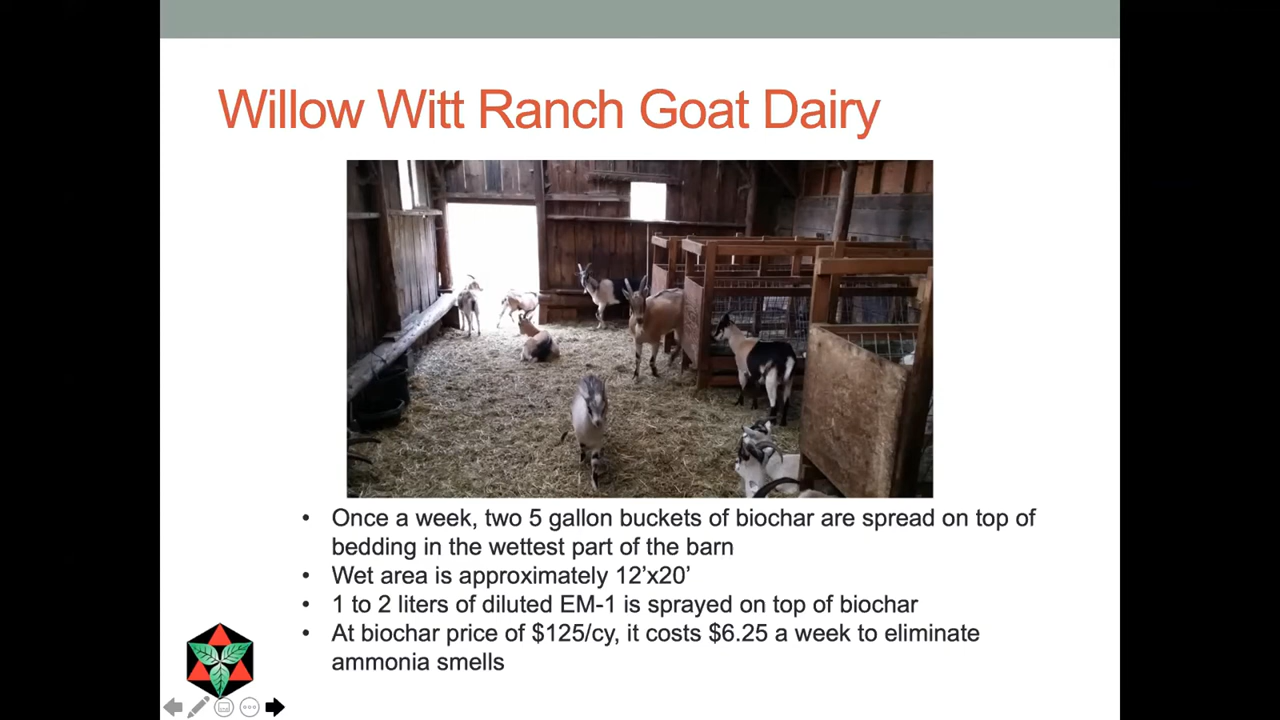 Willow Witt Ranch Goat Dairy
• Once a week, two 5 gallon buckets of biochar are spread on top of
bedding in the wettest part of the barn
• Wet area is approximately 12’x20’
• 1 to 2 liters of diluted EM-1 is sprayed on top of biochar
• At biochar price of $125/cy, it costs $6.25 a week to eliminate
ammonia smells